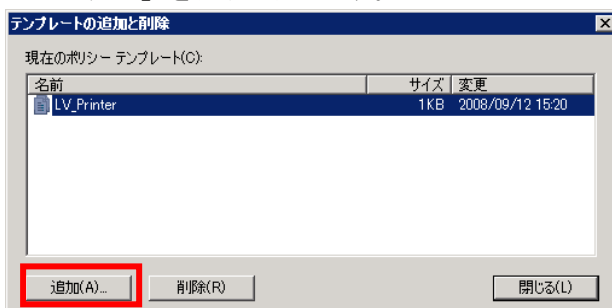 テンプレートの追加と削除
現在のポリシー テンプレート(C):
名前 サイズ 変更
LV_Printer 1KB 2008/09/12 15:20
追加(A)... 削除(R) 閉じる(L)